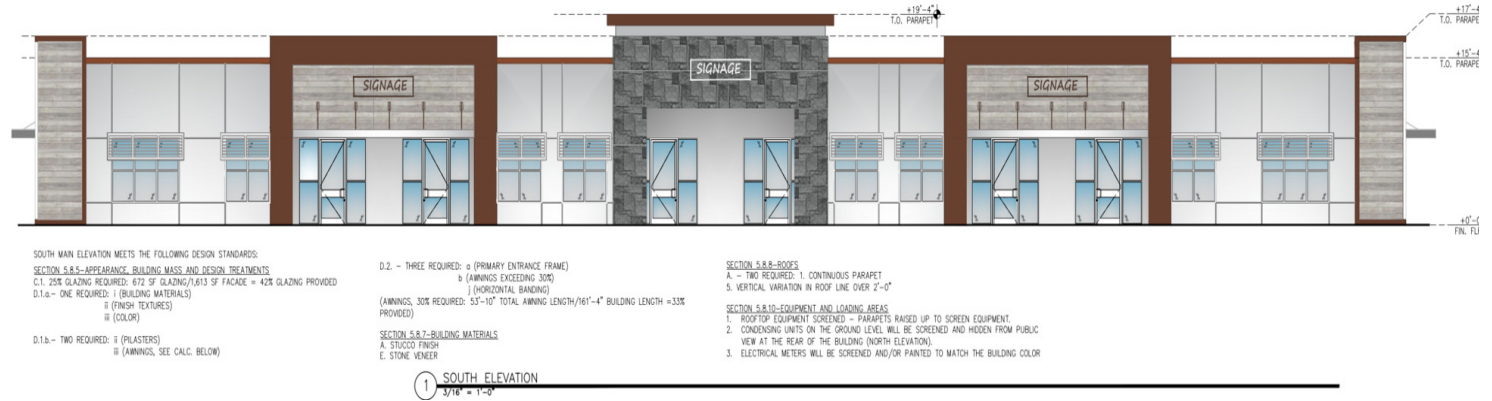 +19'-4"
T.O. PARAPET
+17'-4
T.O. PARAPE
+15'-4
T.O. PARAPE
SIGNAGE
SIGNAGE
SIGNAGE
+0'-0
FIN. FL
SOUTH MAIN ELEVATION MEETS THE FOLLOWING DESIGN STANDARDS:
SECTION 5.8.5-APPEARANCE, BUILDING MASS AND DESIGN TREATMENTS
C.1. 25% GLAZING REQUIRED: 672 SF GLAZING/1,613 SF FACADE = 42% GLAZING PROVIDED
D.1.a.- ONE REQUIRED: i (BUILDING MATERIALS)
ii (FINISH TEXTURES)
iii (COLOR)
D.1.b.- TWO REQUIRED: ii (PILASTERS)
iii (AWNINGS, SEE CALC. BELOW)
D.2. - THREE REQUIRED: a (PRIMARY ENTRANCE FRAME)
b (AWNINGS EXCEEDING 30%)
j (HORIZONTAL BANDING)
(AWNINGS, 30% REQUIRED: 53'-10" TOTAL AWNING LENGTH/161'-4" BUILDING LENGTH =33%
PROVIDED)
SECTION 5.8.7-BUILDING MATERIALS
A. STUCCO FINISH
E. STONE VENEER
SECTION 5.8.8-ROOFS
A. - TWO REQUIRED: 1. CONTINUOUS PARAPET
5. VERTICAL VARIATION IN ROOF LINE OVER 2'-0"
SECTION 5.8.10-EQUIPMENT AND LOADING AREAS
1. ROOFTOP EQUIPMENT SCREENED - PARAPETS RAISED UP TO SCREEN EQUIPMENT.
2. CONDENSING UNITS ON THE GROUND LEVEL WILL BE SCREENED AND HIDDEN FROM PUBLIC
VIEW AT THE REAR OF THE BUILDING (NORTH ELEVATION).
3. ELECTRICAL METERS WILL BE SCREENED AND/OR PAINTED TO MATCH THE BUILDING COLOR
1 SOUTH ELEVATION
3/16" = 1'-0"